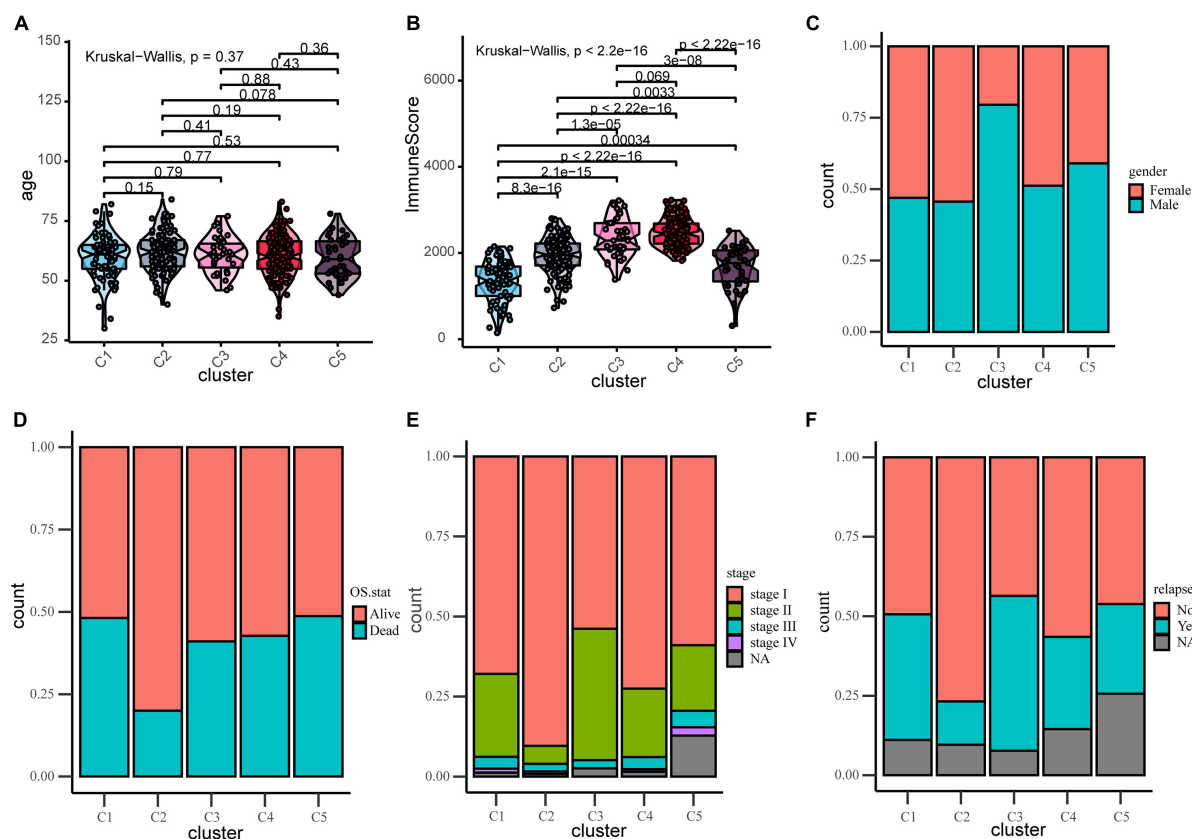 A
150
125
100
75
50
25
age
Kruskal−Wallis, p = 0.37
0.36
0.43
0.88
0.078
0.19
0.41
0.53
0.77
0.79
0.15
C1 C2 C3 C4 C5
cluster
B
6000
4000
2000
0
ImmuneScore
Kruskal−Wallis, p < 2.2e−16
p < 2.22e−16
3e−08
0.069
0.0033
p < 2.22e−16
1.3e−05
0.00034
p < 2.22e−16
2.1e−15
8.3e−16
C1 C2 C3 C4 C5
cluster
C
1.00
0.75
0.50
0.25
0.00
count
C1 C2 C3 C4 C5
cluster
gender
Female
Male
D
1.00
0.75
0.50
0.25
0.00
count
C1 C2 C3 C4 C5
cluster
OS.stat
Alive
Dead
E
1.00
0.75
0.50
0.25
0.00
count
C1 C2 C3 C4 C5
cluster
stage
stage I
stage II
stage III
stage IV
NA
F
1.00
0.75
0.50
0.25
0.00
count
C1 C2 C3 C4 C5
cluster
relapse
No
Ye
NA